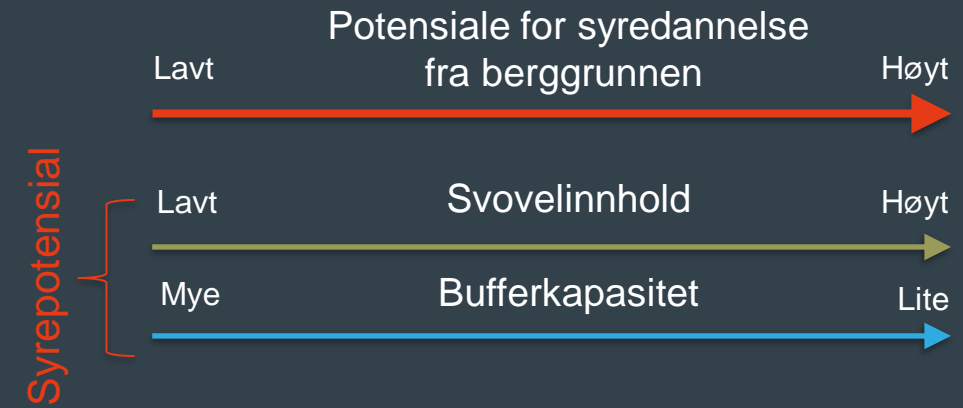 Potensiale for syredannelse
fra berggrunnen
Lavt
Høyt
Syrepotensial
Lavt
Svovelinnhold
Høyt
Mye
Bufferkapasitet
Lite